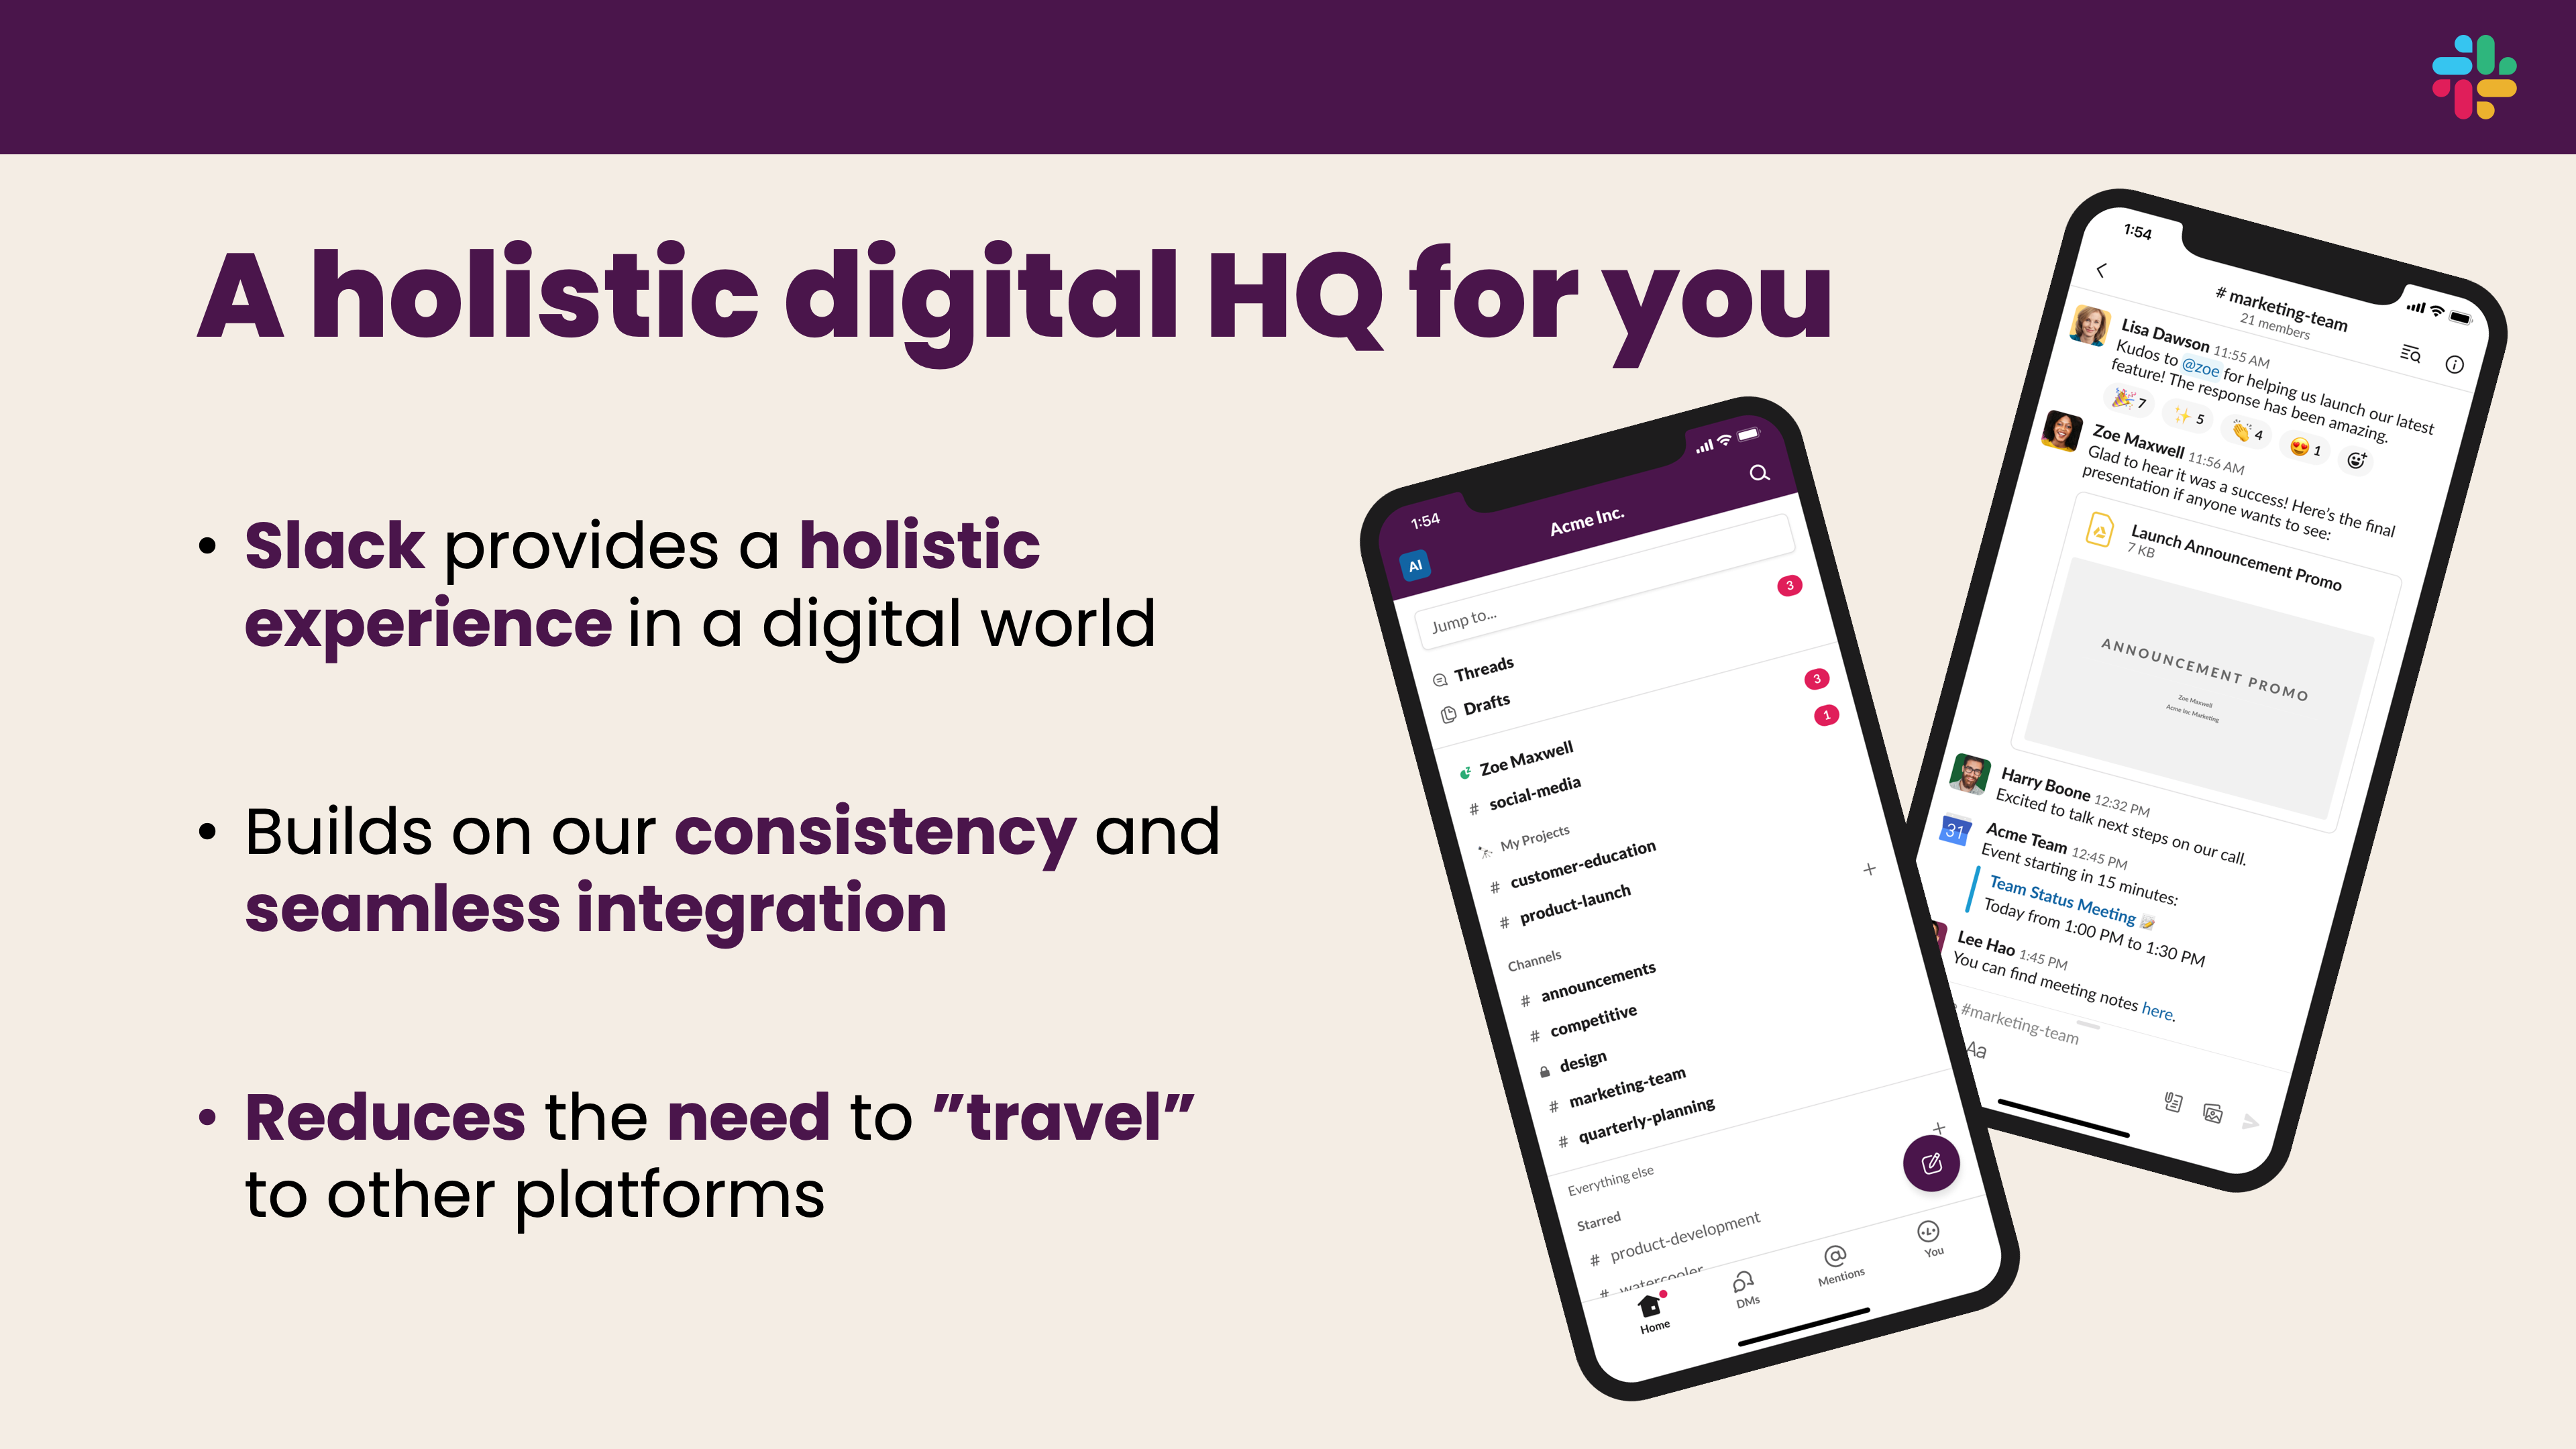 A holistic digital HQ for you
• Slack provides a holistic
experience in a digital world
• Builds on our consistency and
seamless integration
• Reduces the need to ”travel”
to other platforms
1:54
Acme Inc.
AI
Jump to...
3
Threads
Drafts
3
Zoe Maxwell
1
# social-media
My Projects
# customer-education
# product-launch
Channels
# announcements
# competitive
design
# marketing-team
# quarterly-planning
Everything else
Starred
# product-development
# watercooler
Home
DMs
Mentions
You
1:54
# marketing-team
21 members
Lisa Dawson 11:55 AM
Kudos to @zoe for helping us launch our latest
feature! The response has been amazing.
7 5 4 1
Zoe Maxwell 11:56 AM
Glad to hear it was a success! Here’s the final
presentation if anyone wants to see:
Launch Announcement Promo
7 KB
ANNOUNCEMENT PROMO
Zoe Maxwell
Acme Inc Marketing
Harry Boone 12:32 PM
Excited to talk next steps on our call.
31
Acme Team 12:45 PM
Event starting in 15 minutes:
Team Status Meeting
Today from 1:00 PM to 1:30 PM
Lee Hao 1:45 PM
You can find meeting notes here.
#marketing-team
Aa